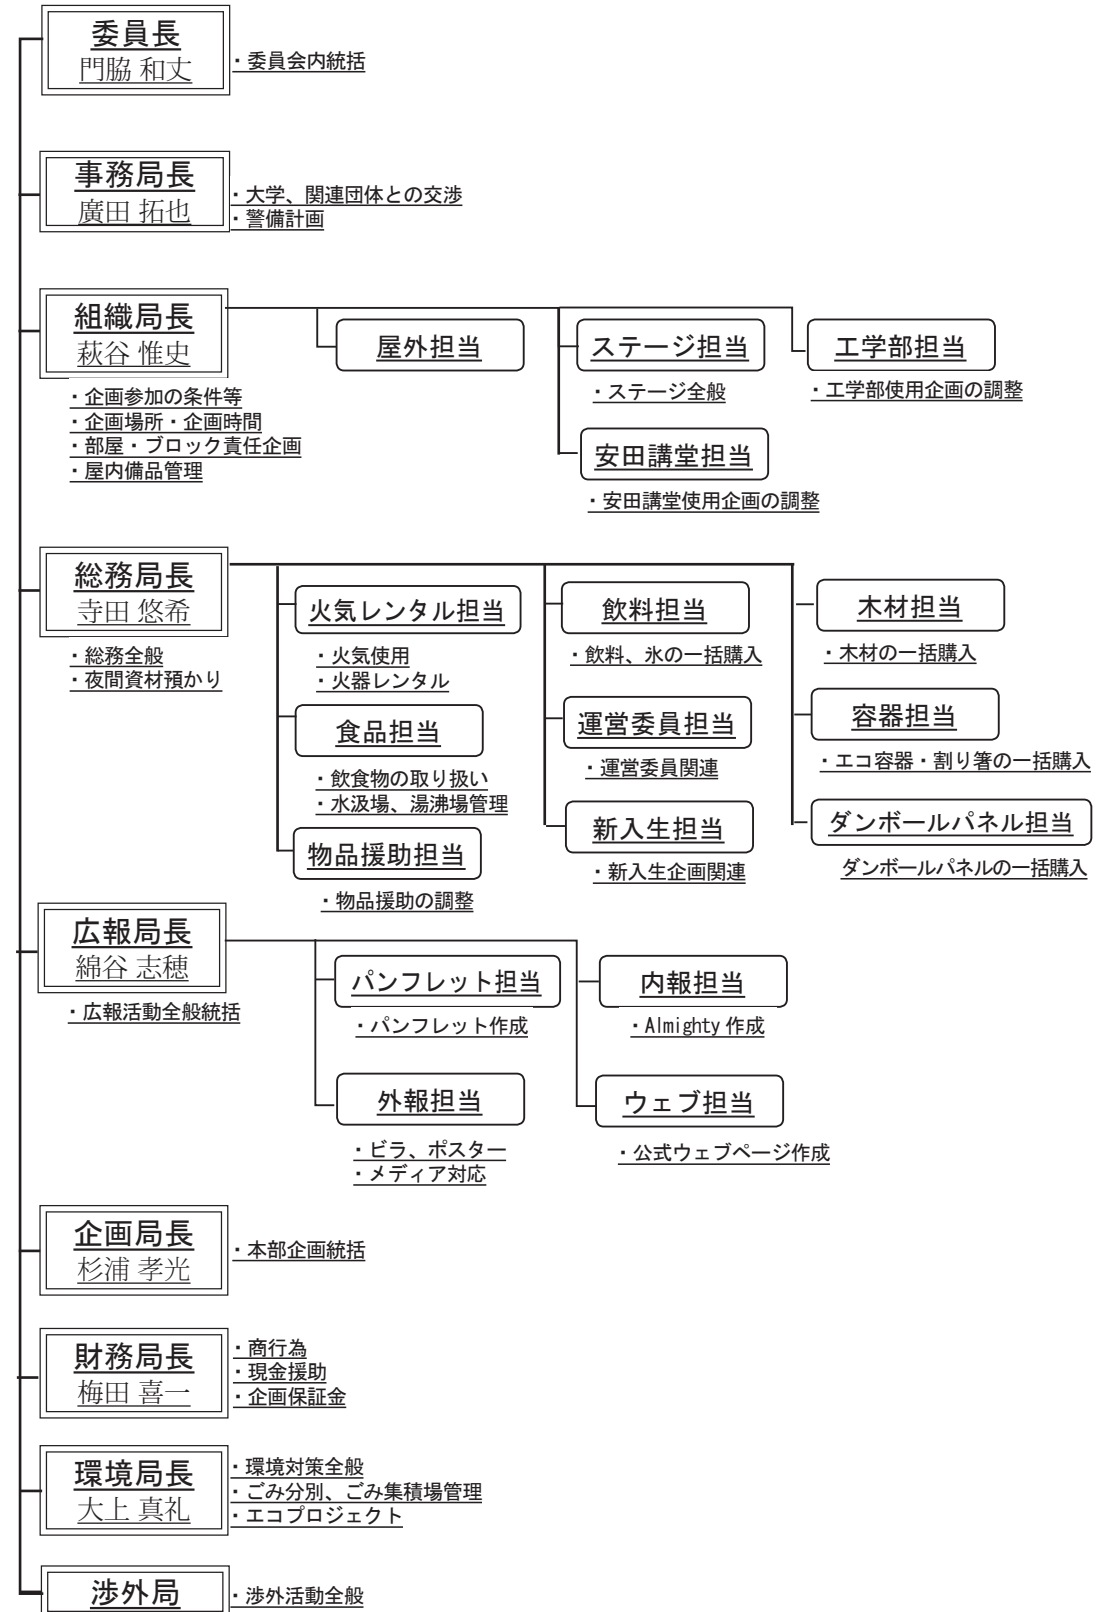 委員長
門脇 和丈
・委員会内統括
事務局長
廣田 拓也
・大学、関連団体との交渉
・警備計画
組織局長
萩谷 惟史
・企画参加の条件等
・企画場所・企画時間
・部屋・ブロック責任企画
・屋内備品管理
屋外担当
ステージ担当
・ステージ全般
工学部担当
・工学部使用企画の調整
安田講堂担当
・安田講堂使用企画の調整
総務局長
寺田 悠希
・総務全般
・夜間資材預かり
火気レンタル担当
・火気使用
・火器レンタル
食品担当
・飲食物の取り扱い
・水汲場、湯沸場管理
物品援助担当
・物品援助の調整
飲料担当
・飲料、氷の一括購入
運営委員担当
・運営委員関連
新入生担当
・新入生企画関連
木材担当
・木材の一括購入
容器担当
・エコ容器・割り箸の一括購入
ダンボールパネル担当
ダンボールパネルの一括購入
広報局長
綿谷 志穂
・広報活動全般統括
パンフレット担当
・パンフレット作成
内報担当
・Almighty 作成
外報担当
・ビラ、ポスター
・メディア対応
ウェブ担当
・公式ウェブページ作成
企画局長
杉浦 孝光
・本部企画統括
財務局長
梅田 喜一
・商行為
・現金援助
・企画保証金
環境局長
大上 真礼
・環境対策全般
・ごみ分別、ごみ集積場管理
・エコプロジェクト
渉外局
・渉外活動全般